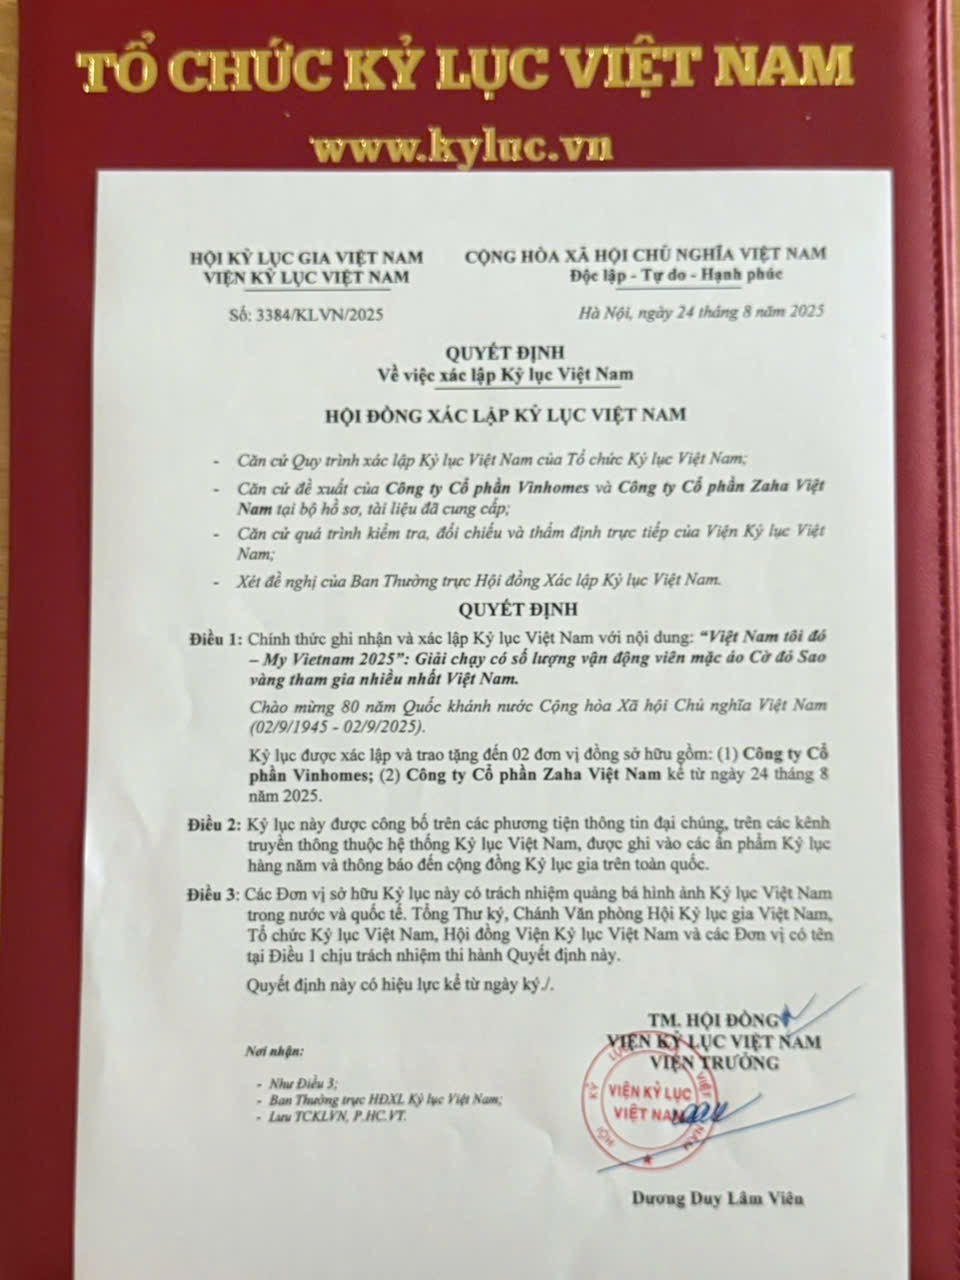 TỔ CHỨC KỶ LỤC VIỆT NAM
www.kyluc.vn
HỘI KỶ LỤC GIA VIỆT NAM
VIỆN KỶ LỤC VIỆT NAM
Số: 3384/KLVN/2025
CỘNG HÒA XÃ HỘI CHỦ NGHĨA VIỆT NAM
Độc lập - Tự do - Hạnh phúc
Hà Nội, ngày 24 tháng 8 năm 2025
QUYẾT ĐỊNH
Về việc xác lập Kỷ lục Việt Nam
HỘI ĐỒNG XÁC LẬP KỶ LỤC VIỆT NAM
- Căn cứ Quy trình xác lập Kỷ lục Việt Nam của Tổ chức Kỷ lục Việt Nam;
- Căn cứ đề xuất của Công ty Cổ phần Vinhomes và Công ty Cổ phần Zaha Việt
Nam tại bộ hồ sơ, tài liệu đã cung cấp;
- Căn cứ quá trình kiểm tra, đối chiếu và thẩm định trực tiếp của Viện Kỷ lục Việt
Nam;
- Xét đề nghị của Ban Thường trực Hội đồng Xác lập Kỷ lục Việt Nam.
QUYẾT ĐỊNH
Điều 1: Chính thức ghi nhận và xác lập Kỷ lục Việt Nam với nội dung: “Việt Nam tôi đó
– My Vietnam 2025”: Giải chạy có số lượng vận động viên mặc áo Cờ đỏ Sao
vàng tham gia nhiều nhất Việt Nam.
Chào mừng 80 năm Quốc khánh nước Cộng hòa Xã hội Chủ nghĩa Việt Nam
(02/9/1945 - 02/9/2025).
Kỷ lục được xác lập và trao tặng đến 02 đơn vị đồng sở hữu gồm: (1) Công ty Cổ
phần Vinhomes; (2) Công ty Cổ phần Zaha Việt Nam kể từ ngày 24 tháng 8
năm 2025.
Điều 2: Kỷ lục này được công bố trên các phương tiện thông tin đại chúng, trên các kênh
truyền thông thuộc hệ thống Kỷ lục Việt Nam, được ghi vào các ấn phẩm Kỷ lục
hàng năm và thông báo đến cộng đồng Kỷ lục gia trên toàn quốc.
Điều 3: Các Đơn vị sở hữu Kỷ lục này có trách nhiệm quảng bá hình ảnh Kỷ lục Việt Nam
trong nước và quốc tế. Tổng Thư ký, Chánh Văn phòng Hội Kỷ lục gia Việt Nam,
Tổ chức Kỷ lục Việt Nam, Hội đồng Viện Kỷ lục Việt Nam và các Đơn vị có tên
tại Điều 1 chịu trách nhiệm thi hành Quyết định này.
Quyết định này có hiệu lực kể từ ngày ký./.
TM. HỘI ĐỒNG
VIỆN KỶ LỤC VIỆT NAM
VIỆN TRƯỞNG
Nơi nhận:
- Như Điều 3;
- Ban Thường trực HĐXL Kỷ lục Việt Nam;
- Lưu TCKLVN, P.HC.VT.
VIỆN KỶ LỤC
VIỆT NAM
Dương Duy Lâm Viên